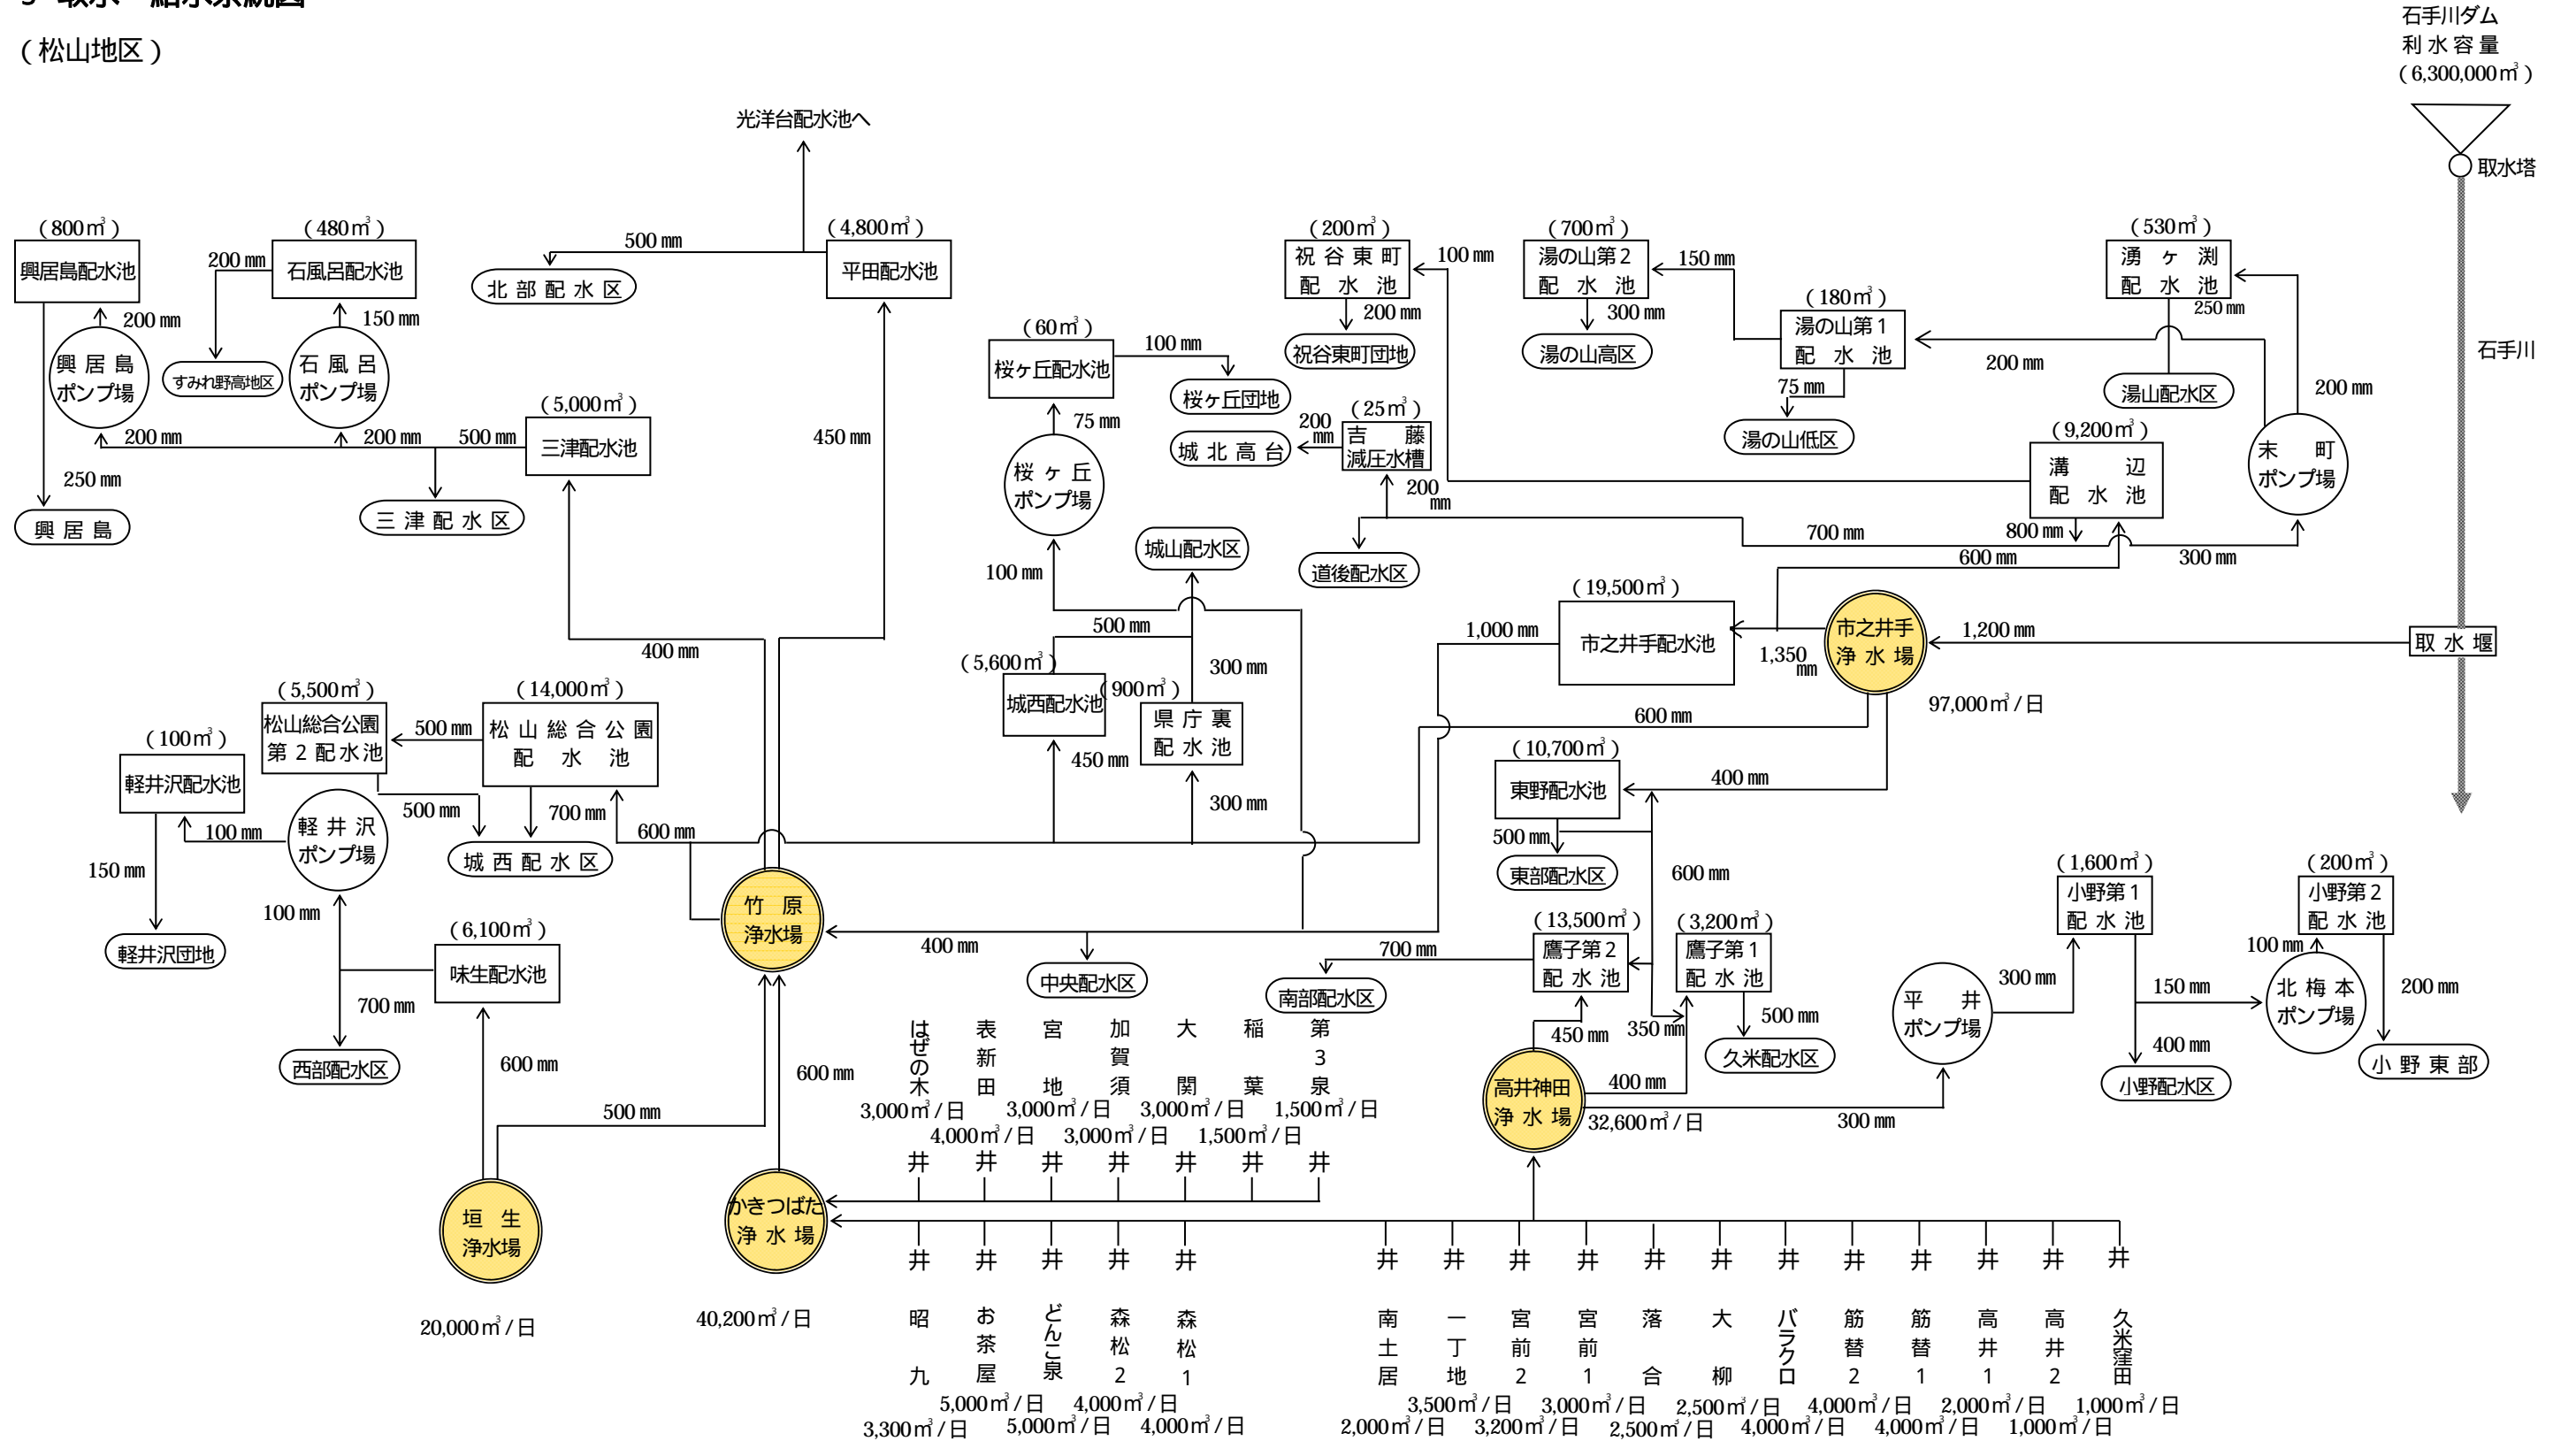 (松山地区)
石手川ダム
利水容量
(6,300,000㎥)
取水塔
石手川
取水堰
光洋台配水池へ
(800㎥)
興居島配水池
200㎜
興居島
ポンプ場
250㎜
興居島
(480㎥)
石風呂配水池
200㎜
150㎜
すみれ野高地区
石風呂
ポンプ場
200㎜
200㎜
500㎜
(5,000㎥)
三津配水池
三津配水区
500㎜
北部配水区
(4,800㎥)
平田配水池
450㎜
400㎜
(60㎥)
桜ヶ丘配水池
100㎜
桜ヶ丘団地
75㎜
桜ヶ丘
ポンプ場
100㎜
(200㎥)
祝谷東町
配水池
100㎜
200㎜
祝谷東町団地
(25㎥)
吉藤
減圧水槽
200
㎜
城北高台
200
㎜
(700㎥)
湯の山第2
配水池
150㎜
300㎜
湯の山高区
(180㎥)
湯の山第1
配水池
75㎜
湯の山低区
200㎜
(530㎥)
湧ヶ渕
配水池
250㎜
湯山配水区
200㎜
末町
ポンプ場
(9,200㎥)
溝辺
配水池
800㎜
700㎜
600㎜
300㎜
道後配水区
城山配水区
500㎜
300㎜
(5,600㎥)
城西配水池
(900㎥)
県庁裏
配水池
450㎜
300㎜
(19,500㎥)
市之井手配水池
1,000㎜
1,350
㎜
市之井手
浄水場
1,200㎜
97,000㎥/日
600㎜
(5,500㎥)
松山総合公園
第2配水池
500㎜
(14,000㎥)
松山総合公園
配水池
500㎜
700㎜
600㎜
城西配水区
(100㎥)
軽井沢配水池
100㎜
軽井沢
ポンプ場
150㎜
100㎜
軽井沢団地
(6,100㎥)
味生配水池
700㎜
西部配水区
600㎜
500㎜
竹原
浄水場
400㎜
中央配水区
600㎜
(10,700㎥)
東野配水池
400㎜
500㎜
東部配水区
600㎜
(13,500㎥)
鷹子第2
配水池
700㎜
南部配水区
(3,200㎥)
鷹子第1
配水池
450㎜
350㎜
500㎜
久米配水区
高井神田
浄水場
400㎜
32,600㎥/日
300㎜
平井
ポンプ場
300㎜
(1,600㎥)
小野第1
配水池
150㎜
400㎜
小野配水区
(200㎥)
小野第2
配水池
100㎜
北梅本
ポンプ場
200㎜
小野東部
はぜの木
表新田
宮地
加賀須
大関
稲葉
第3泉
3,000㎥/日
3,000㎥/日
3,000㎥/日
1,500㎥/日
4,000㎥/日
3,000㎥/日
1,500㎥/日
井 井 井 井 井 井 井
垣生
浄水場
20,000㎥/日
かきつばた
浄水場
40,200㎥/日
井 井 井 井 井 井 井 井 井 井 井 井 井 井 井 井 井
昭九
お茶屋
どんこ泉
森松2
森松1
南土居
一丁地
宮前2
宮前1
落合
大柳
バラクロ
筋替2
筋替1
高井1
高井2
久米窪田
5,000㎥/日
4,000㎥/日
3,500㎥/日
3,000㎥/日
2,500㎥/日
4,000㎥/日
2,000㎥/日
1,000㎥/日
3,300㎥/日
5,000㎥/日
4,000㎥/日
2,000㎥/日
3,200㎥/日
2,500㎥/日
4,000㎥/日
4,000㎥/日
1,000㎥/日